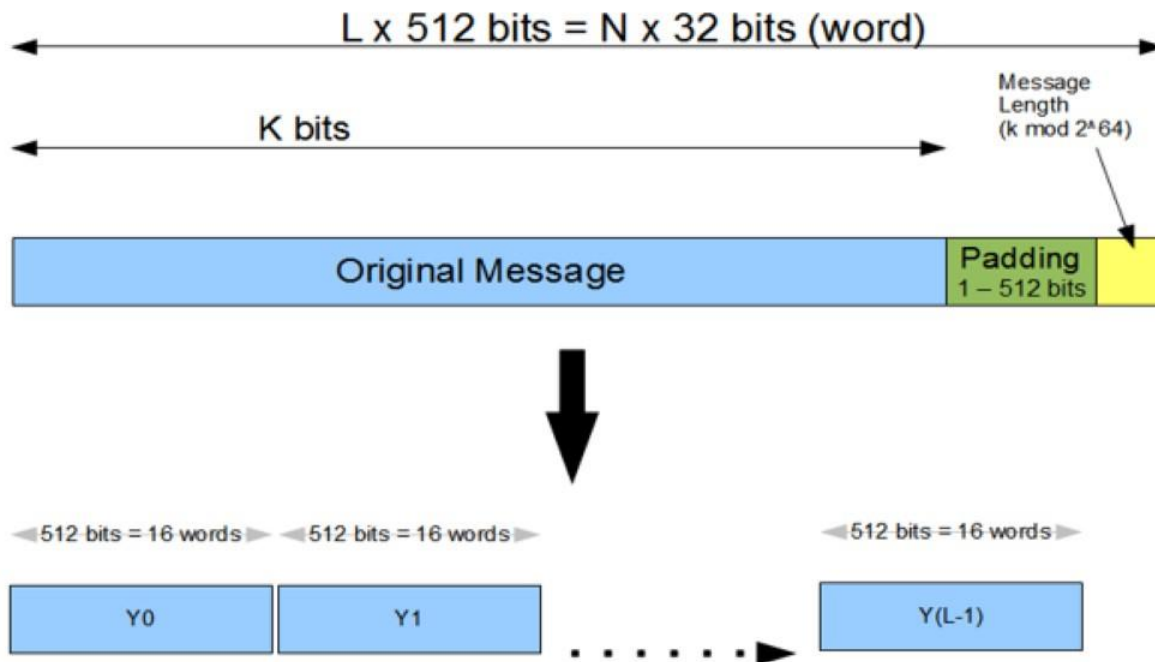 L x 512 bits = N x 32 bits (word)
Message
Length
(k mod 2^64)
K bits
Original Message
Padding
1 – 512 bits
512 bits = 16 words
512 bits = 16 words
512 bits = 16 words
Y0
Y1
Y(L-1)